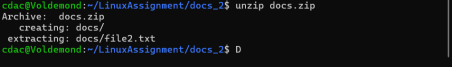 cdac@Voldemond:~/LinuxAssignment/docs_2$ unzip docs.zip
Archive:  docs.zip
   creating: docs/
 extracting: docs/file2.txt
cdac@Voldemond:~/LinuxAssignment/docs_2$ D